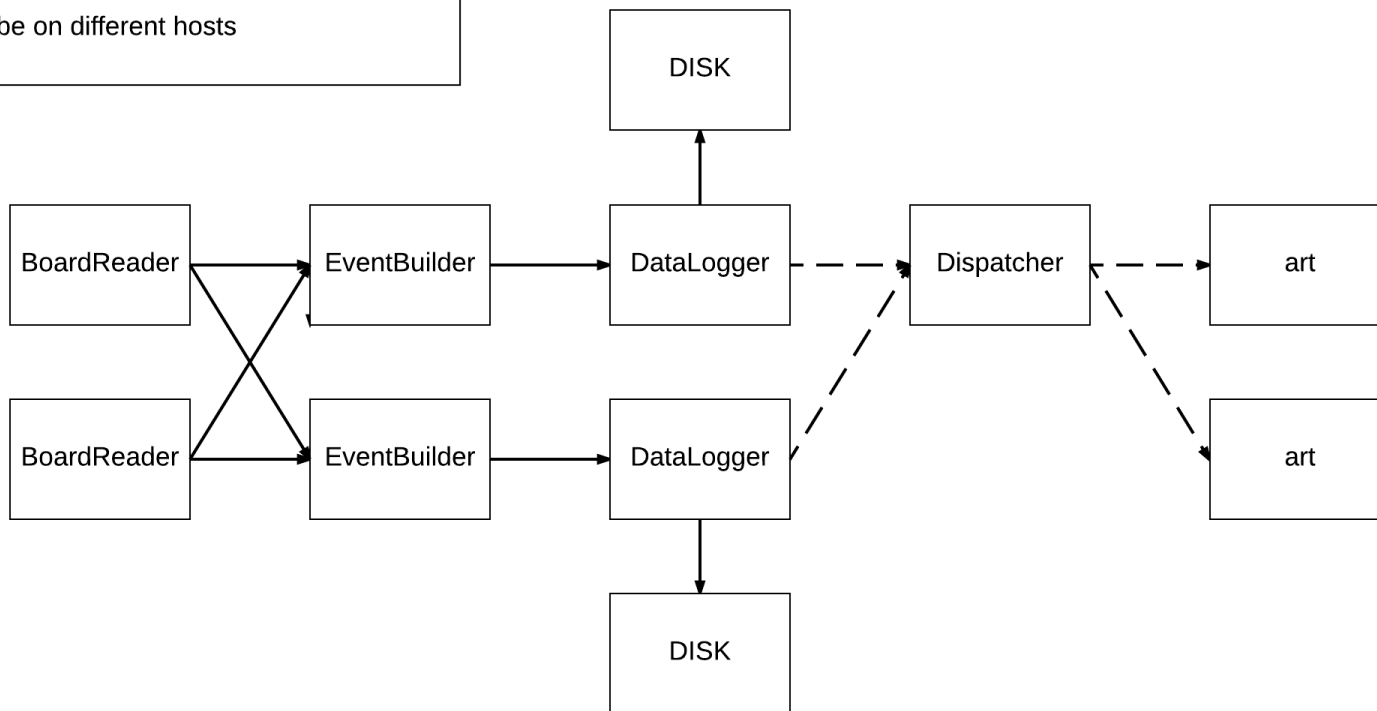 be on different hosts
DISK
BoardReader
EventBuilder
DataLogger
Dispatcher
art
BoardReader
EventBuilder
DataLogger
art
DISK